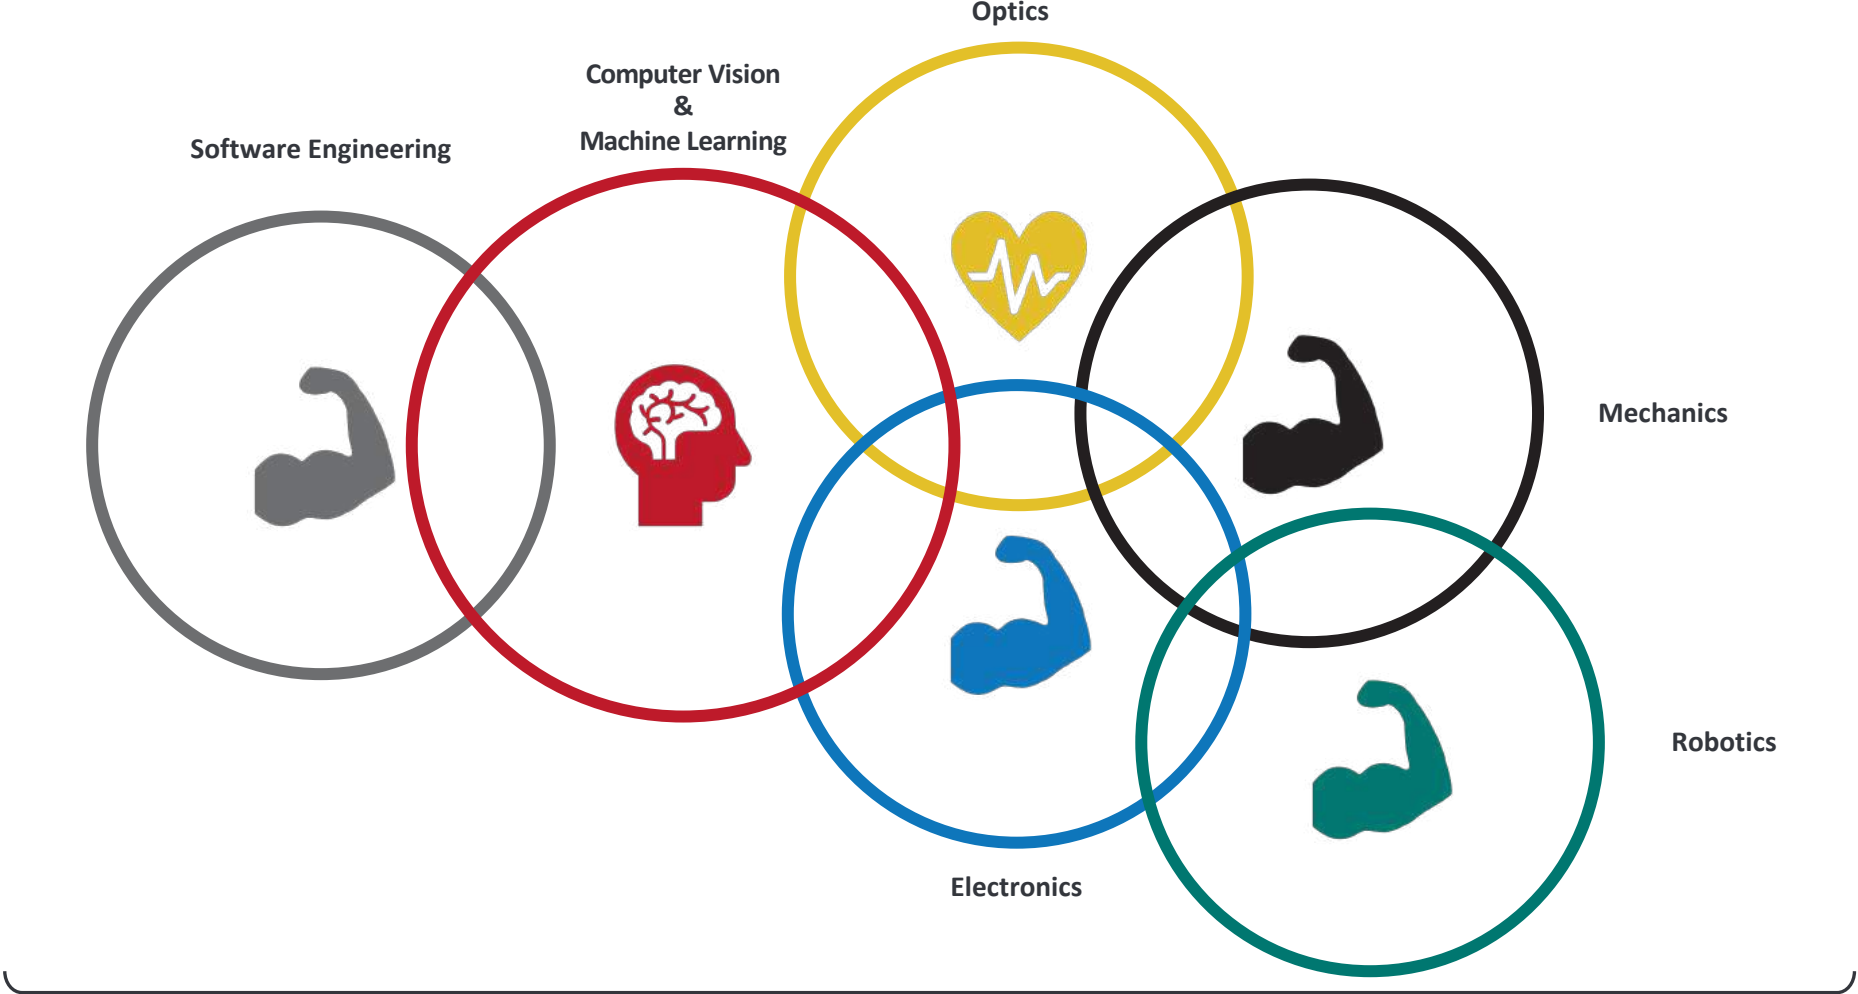 Optics
Computer Vision
&
Machine Learning
Software Engineering
Mechanics
Robotics
Electronics